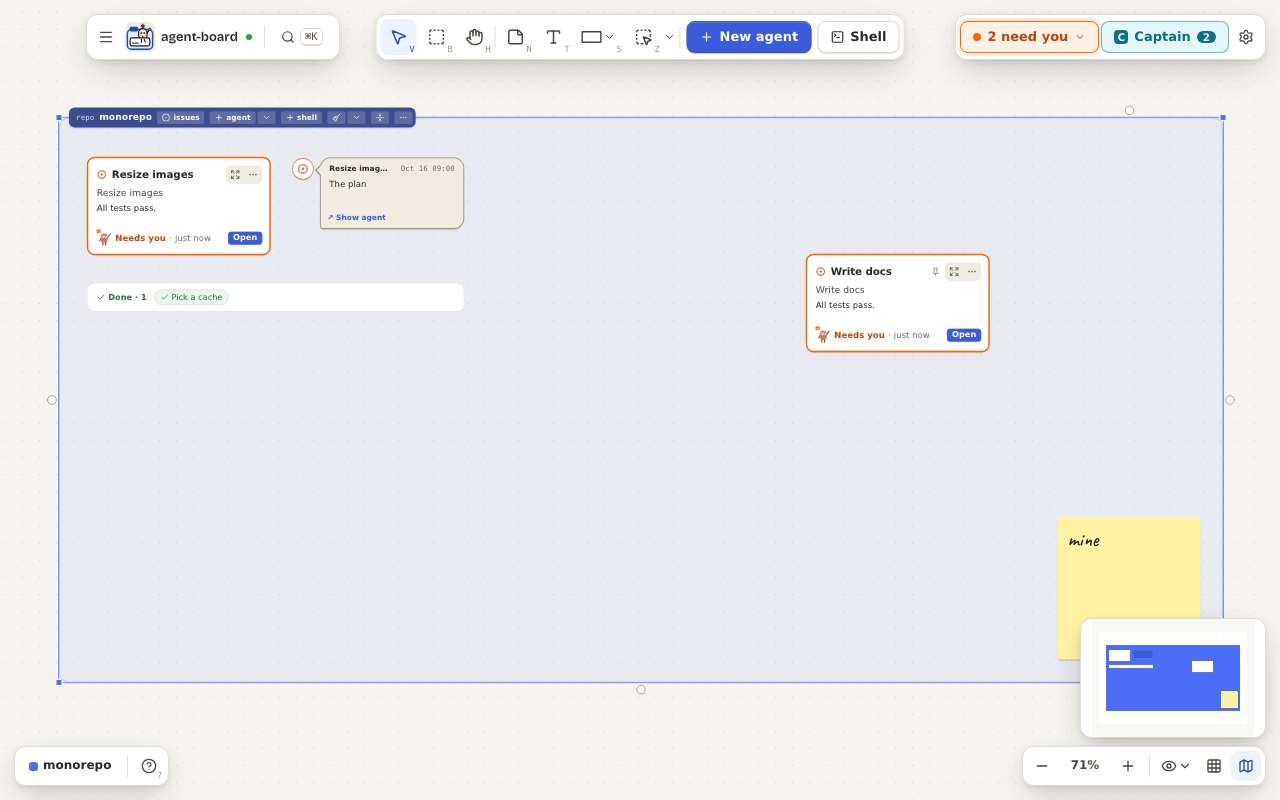 agent-board
⌘K
V
B
H
N
T
S
Z
+ New agent
Shell
2 need you
C Captain 2
repo monorepo
issues
+ agent
+ shell
Resize images
Resize images
All tests pass.
Needs you · just now
Open
Resize imag… Oct 16 09:00
The plan
↗ Show agent
✓ Done · 1
✓ Pick a cache
Write docs
Write docs
All tests pass.
Needs you · just now
Open
mine
monorepo
?
71%